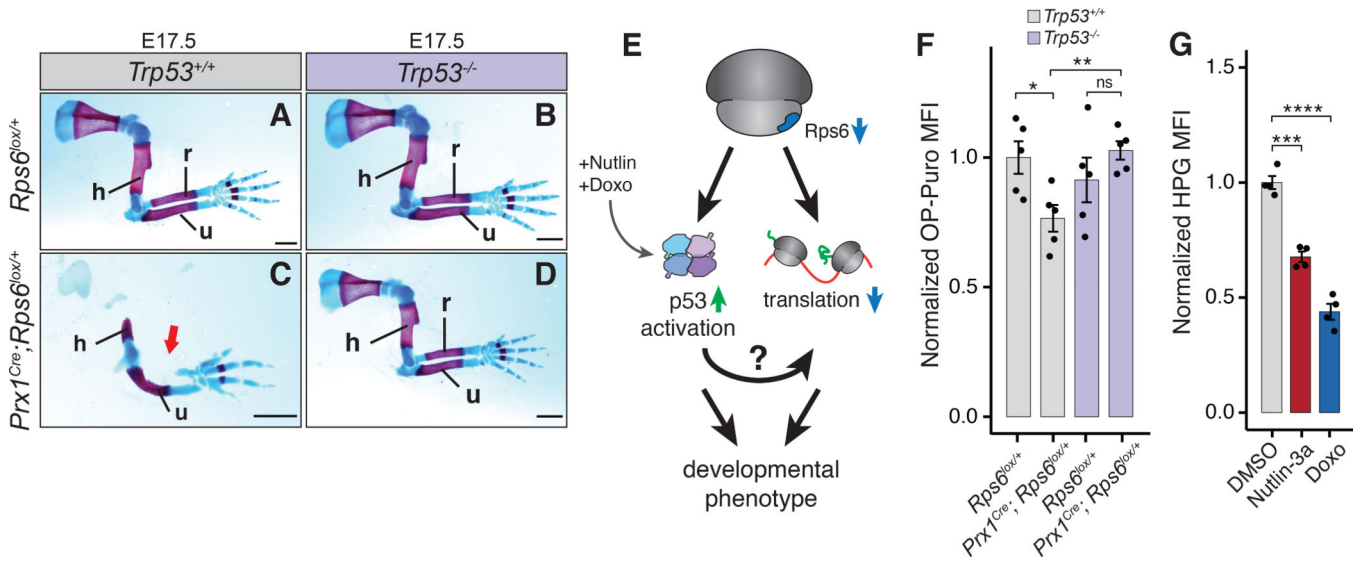 E17.5
E17.5
Trp53+/+
Trp53-/-
Rps6lox/+
A
h
r
u
B
h
r
u
Prx1Cre;Rps6lox/+
C
h
u
D
h
r
u
E
Rps6
+Nutlin
+Doxo
p53
activation
translation
?
developmental
phenotype
F
Trp53+/+
Trp53-/-
Normalized OP-Puro MFI
1.0
0.5
0.0
*
**
ns
Rps6lox/+
Prx1Cre; Rps6lox/+
Rps6lox/+
Prx1Cre; Rps6lox/+
G
Normalized HPG MFI
1.5
1.0
0.5
0.0
****
***
DMSO
Nutlin-3a
Doxo